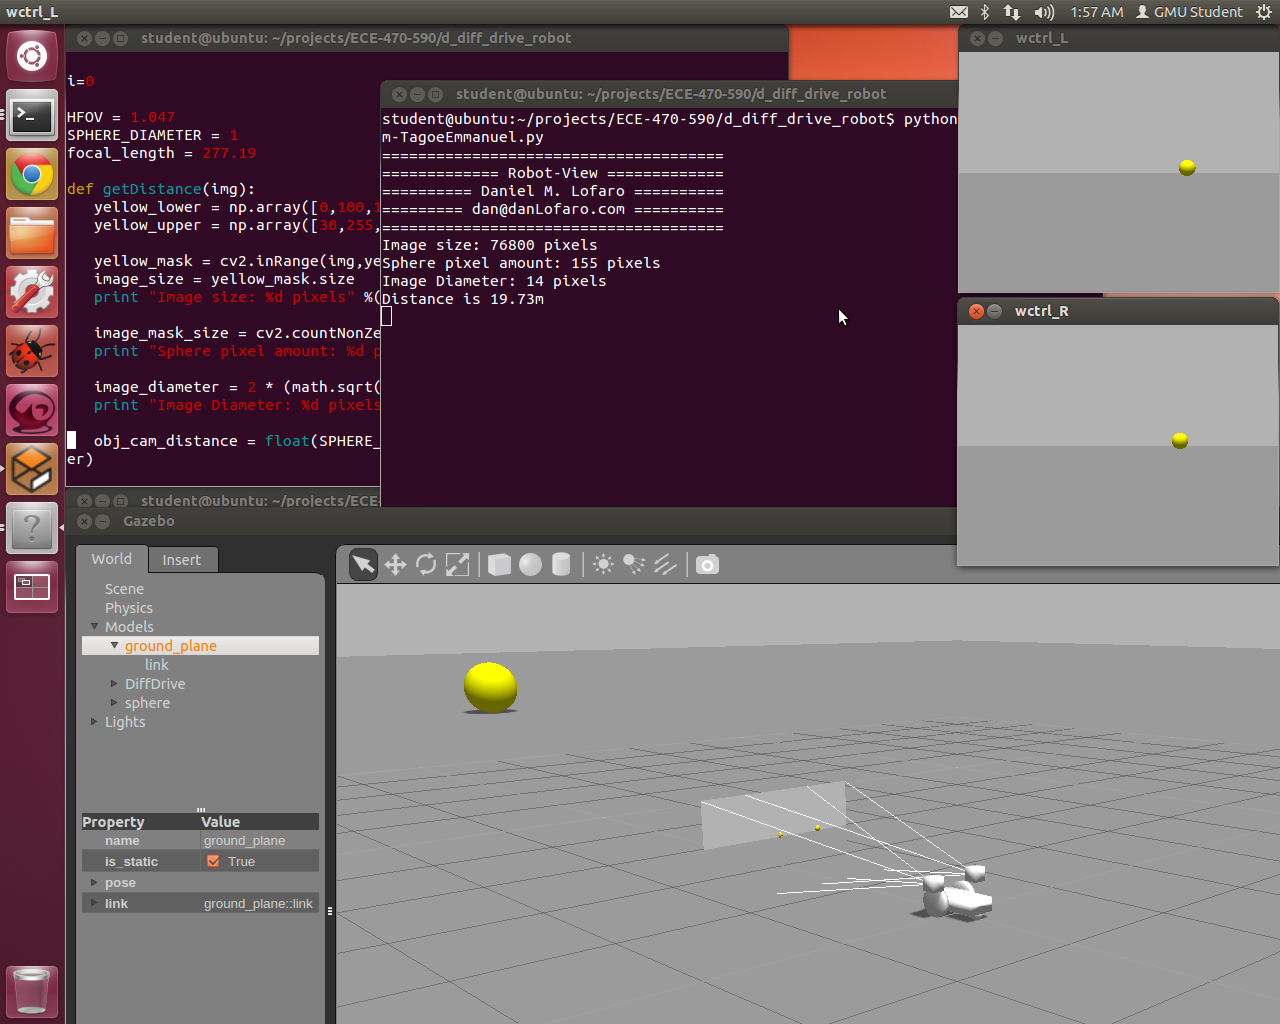 wctrl_L
1:57 AM
GMU Student
student@ubuntu: ~/projects/ECE-470-590/d_diff_drive_robot
i=0
HFOV = 1.047
SPHERE_DIAMETER = 1
focal_length = 277.19
def getDistance(img):
yellow_lower = np.array([0,100,1
yellow_upper = np.array([30,255,
yellow_mask = cv2.inRange(img,ye
image_size = yellow_mask.size
print "Image size: %d pixels" %(
image_mask_size = cv2.countNonZe
print "Sphere pixel amount: %d p
image_diameter = 2 * (math.sqrt(
print "Image Diameter: %d pixels
obj_cam_distance = float(SPHERE_
er)
student@ubuntu: ~/projects/ECE-470-590/d_diff_drive_robot
student@ubuntu:~/projects/ECE-470-590/d_diff_drive_robot$ python
m-TagoeEmmanuel.py
=====================================
============= Robot-View =============
========== Daniel M. Lofaro ==========
========= dan@danLofaro.com ==========
=====================================
Image size: 76800 pixels
Sphere pixel amount: 155 pixels
Image Diameter: 14 pixels
Distance is 19.73m
wctrl_L
wctrl_R
student@ubuntu: ~/projects/ECE-
Gazebo
World
Insert
Scene
Physics
Models
ground_plane
link
DiffDrive
sphere
Lights
Property Value
name ground_plane
is_static True
pose
link ground_plane::link